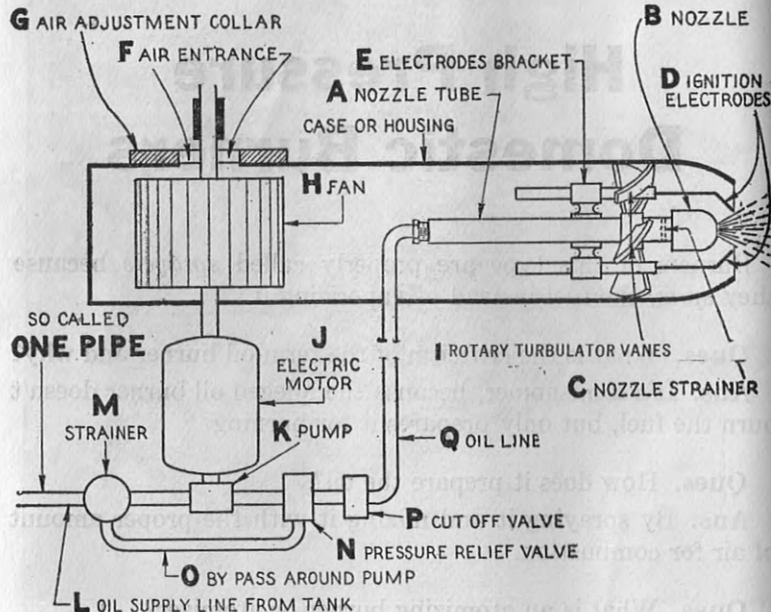 G AIR ADJUSTMENT COLLAR
F AIR ENTRANCE
B NOZZLE
E ELECTRODES BRACKET
D IGNITION
ELECTRODES
A NOZZLE TUBE
CASE OR HOUSING
H FAN
SO CALLED
ONE PIPE
J
ELECTRIC
MOTOR
I ROTARY TURBULATOR VANES
C NOZZLE STRAINER
M
STRAINER
K PUMP
Q OIL LINE
P CUT OFF VALVE
N PRESSURE RELIEF VALVE
O BY PASS AROUND PUMP
L OIL SUPPLY LINE FROM TANK